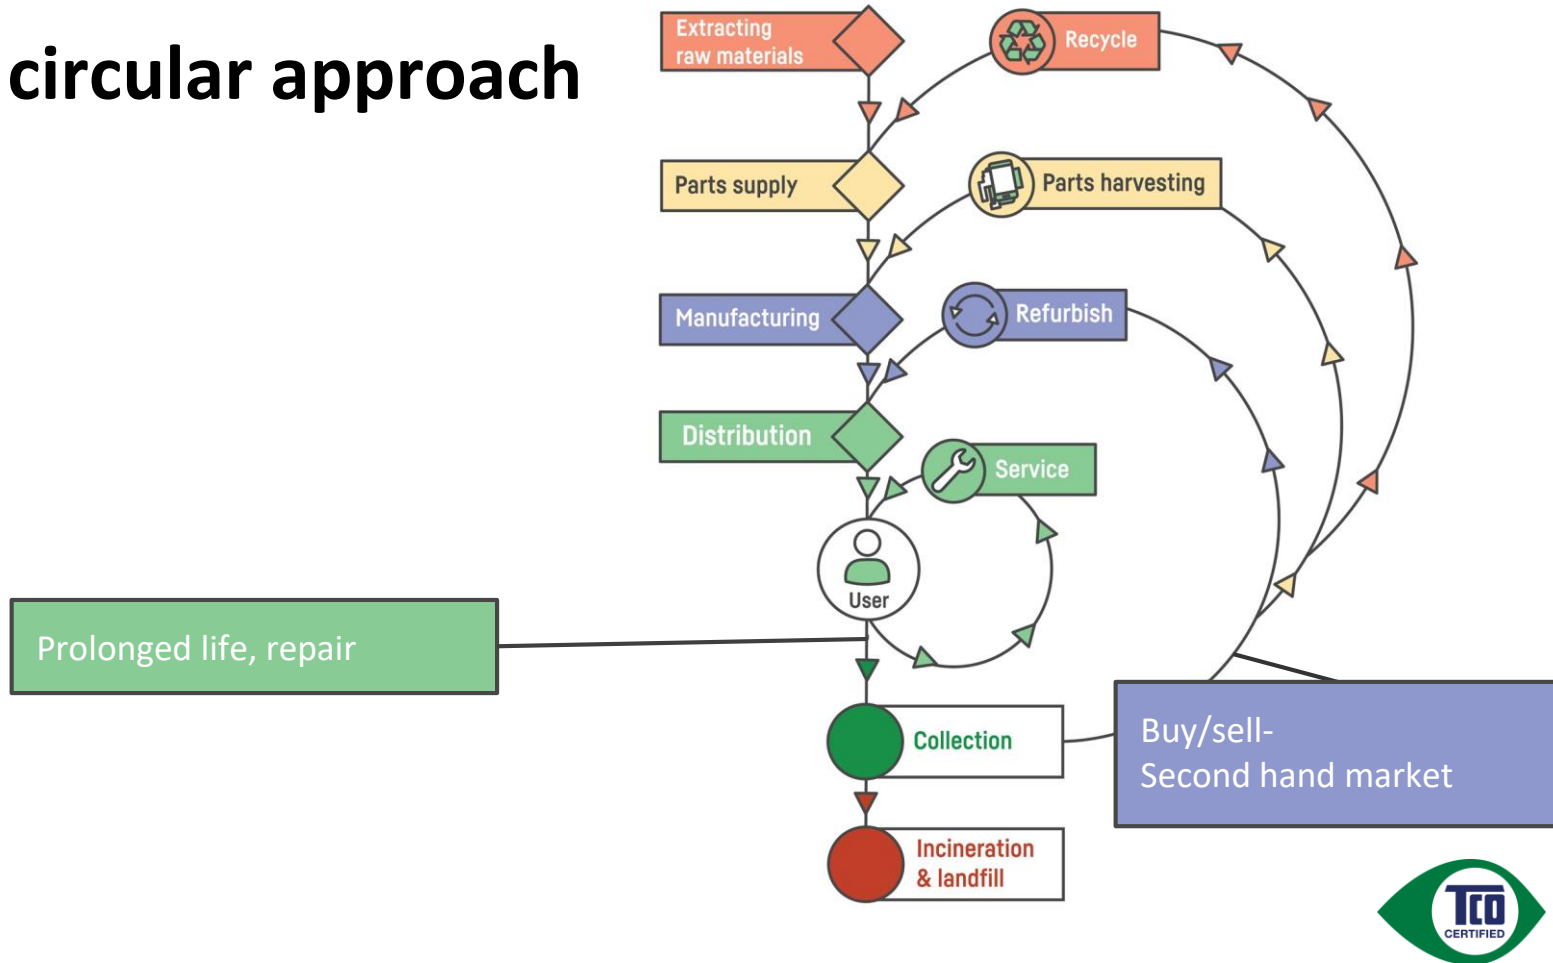 circular approach
Extracting
raw materials
Recycle
Parts supply
Parts harvesting
Manufacturing
Refurbish
Distribution
Service
User
Prolonged life, repair
Collection
Buy/sell-
Second hand market
Incineration
& landfill
TCO
CERTIFIED